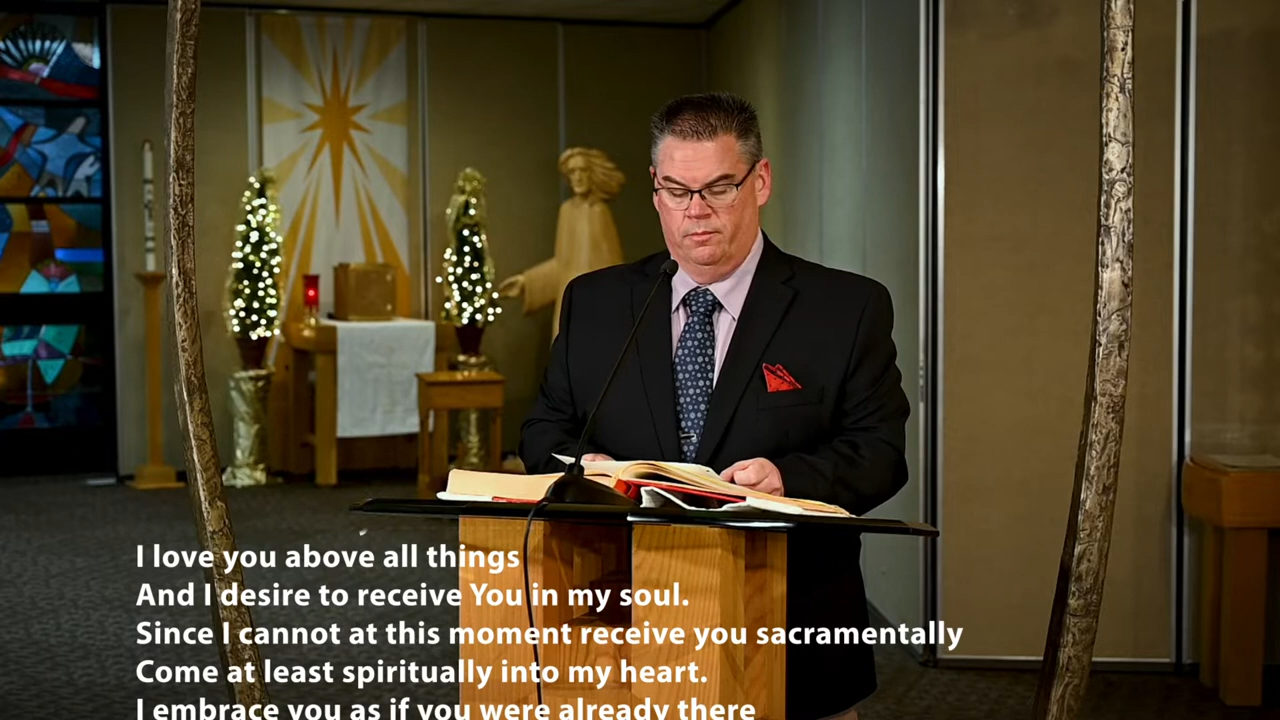 I love you above all things
And I desire to receive You in my soul.
Since I cannot at this moment receive you sacramentally
Come at least spiritually into my heart.
I embrace you as if you were already there